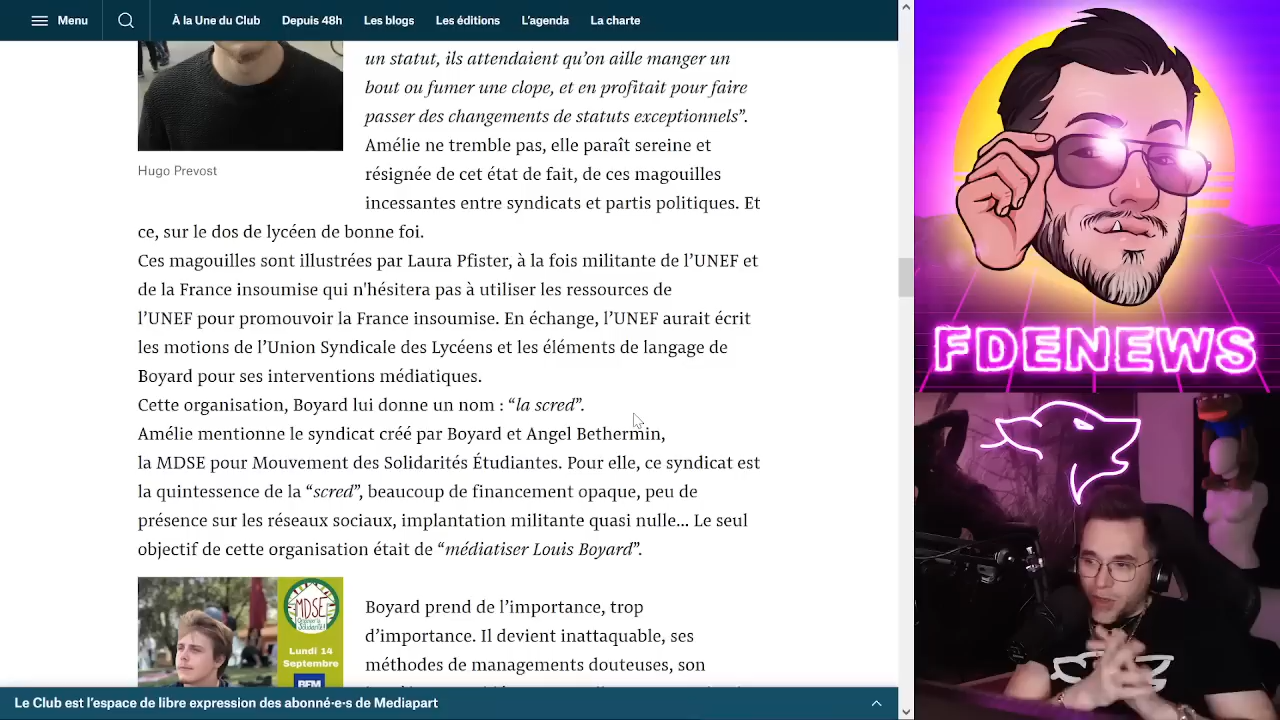 Menu
À la Une du Club
Depuis 48h
Les blogs
Les éditions
L'agenda
La charte
un statut, ils attendaient qu’on aille manger un
bout ou fumer une clope, et en profitait pour faire
passer des changements de statuts exceptionnels”.
Amélie ne tremble pas, elle paraît sereine et
résignée de cet état de fait, de ces magouilles
incessantes entre syndicats et partis politiques. Et
Hugo Prevost
ce, sur le dos de lycéen de bonne foi.
Ces magouilles sont illustrées par Laura Pfister, à la fois militante de l’UNEF et
de la France insoumise qui n'hésitera pas à utiliser les ressources de
l’UNEF pour promouvoir la France insoumise. En échange, l’UNEF aurait écrit
les motions de l’Union Syndicale des Lycéens et les éléments de langage de
Boyard pour ses interventions médiatiques.
Cette organisation, Boyard lui donne un nom : “la scred”.
Amélie mentionne le syndicat créé par Boyard et Angel Bethermin,
la MDSE pour Mouvement des Solidarités Étudiantes. Pour elle, ce syndicat est
la quintessence de la “scred”, beaucoup de financement opaque, peu de
présence sur les réseaux sociaux, implantation militante quasi nulle... Le seul
objectif de cette organisation était de “médiatiser Louis Boyard”.
MDSE
Lundi 14
Septembre
BFM
Boyard prend de l’importance, trop
d’importance. Il devient inattaquable, ses
méthodes de managements douteuses, son
Le Club est l'espace de libre expression des abonné·e·s de Mediapart
FDENEWS